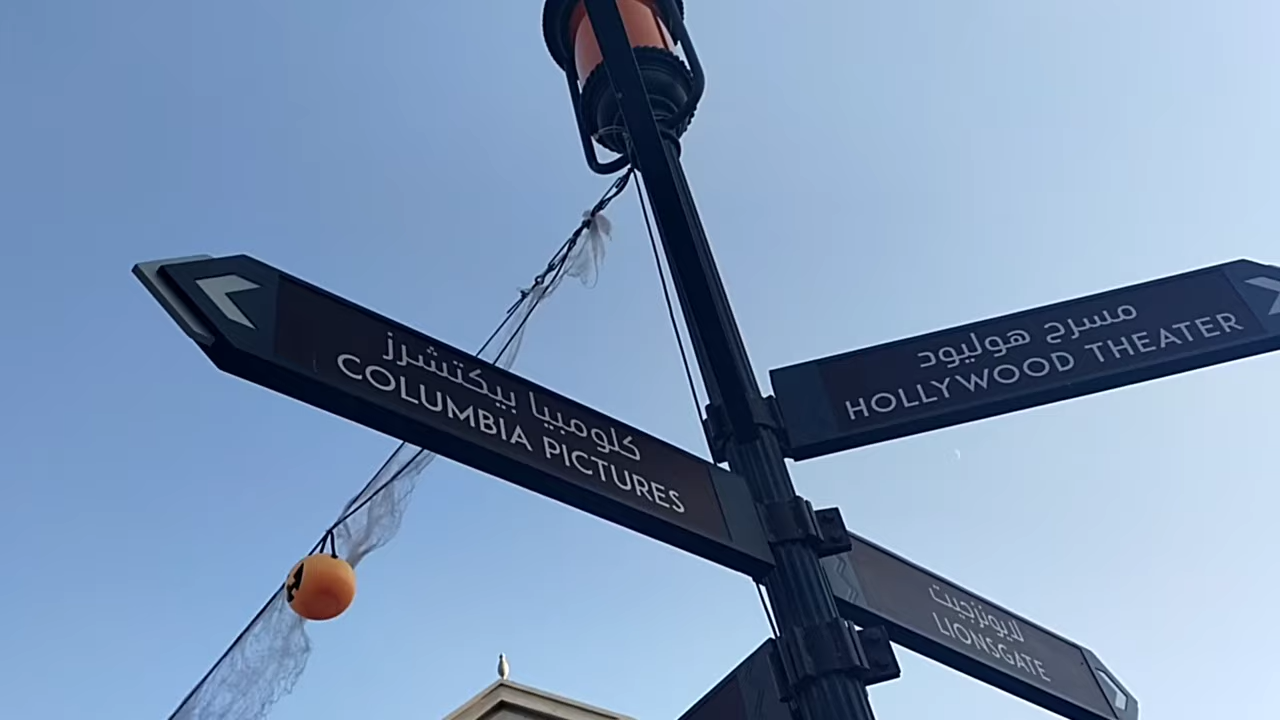 كلومبيا بيكتشرز
COLUMBIA PICTURES
مسرح هوليود
HOLLYWOOD THEATER
لايونزجيت
LIONSGATE